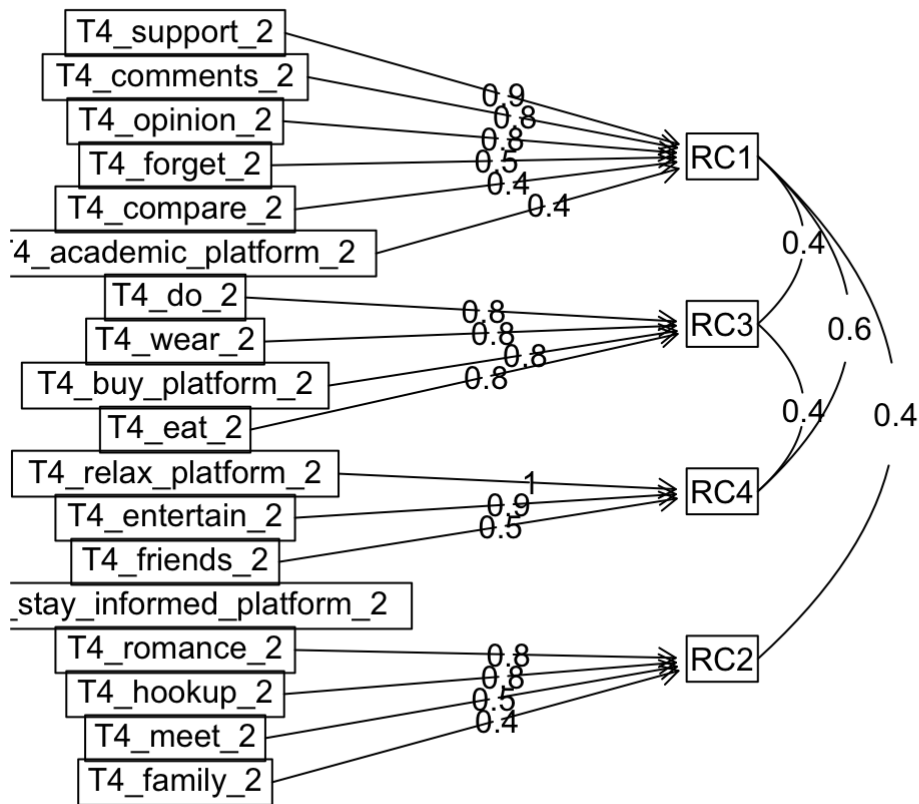 T4_support_2
T4_comments_2
T4_opinion_2
T4_forget_2
T4_compare_2
T4_academic_platform_2
T4_do_2
T4_wear_2
T4_buy_platform_2
T4_eat_2
T4_relax_platform_2
T4_entertain_2
T4_friends_2
_stay_informed_platform_2
T4_romance_2
T4_hookup_2
T4_meet_2
T4_family_2
0.9
0.8
0.8
0.5
0.4
0.4
0.8
0.8
0.8
0.8
1
0.9
0.5
0.8
0.8
0.5
0.4
RC1
RC3
RC4
RC2
0.4
0.6
0.4
0.4